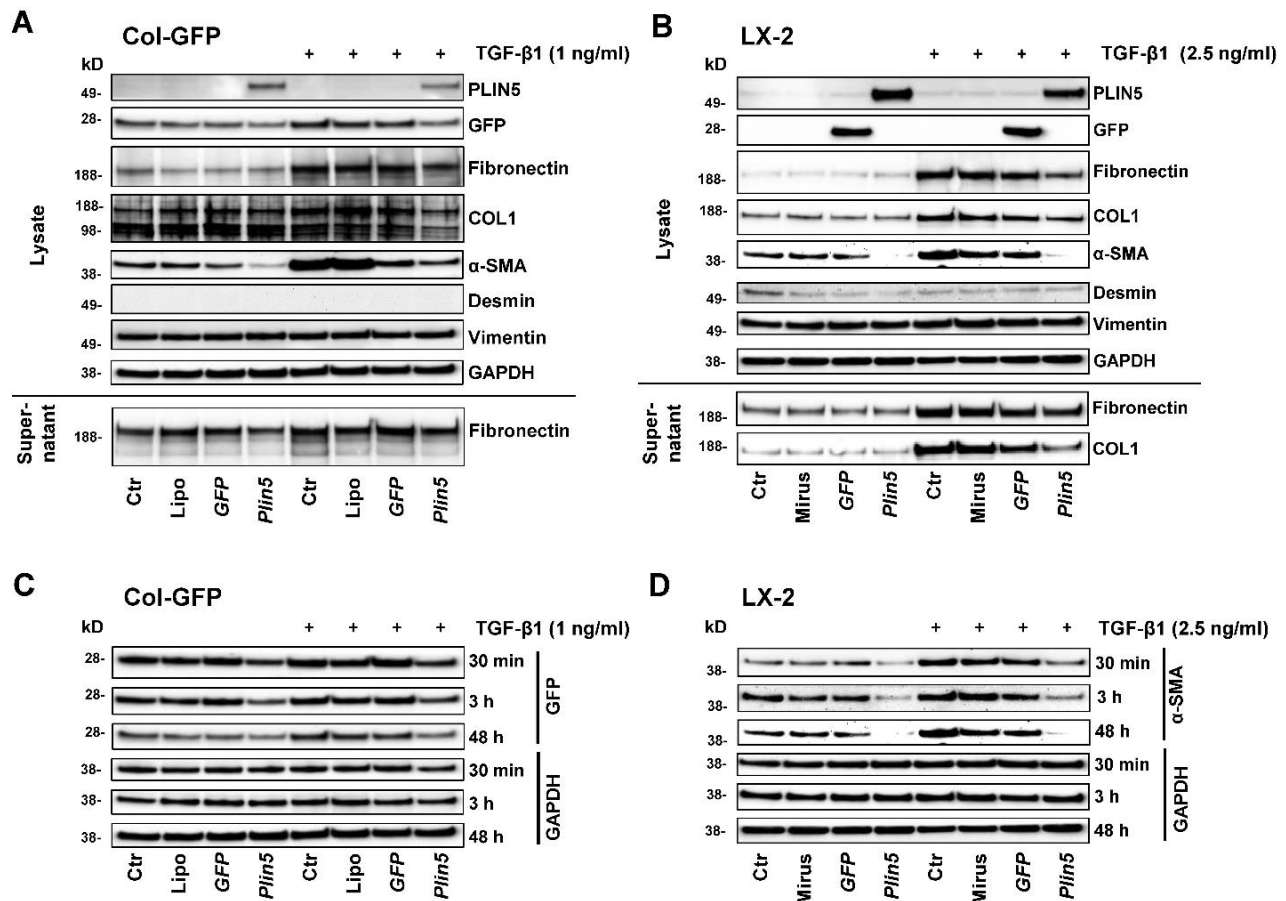 A
Col-GFP
+ + + + TGF-β1 (1 ng/ml)
kD
49- PLIN5
28- GFP
188- Fibronectin
188- COL1
98-
38- α-SMA
49- Desmin
49- Vimentin
38- GAPDH
Lysate
188- Fibronectin
Super-
natant
Ctr Lipo GFP Plin5 Ctr Lipo GFP Plin5
B
LX-2
+ + + + TGF-β1 (2.5 ng/ml)
kD
49- PLIN5
28- GFP
188- Fibronectin
188- COL1
38- α-SMA
49- Desmin
49- Vimentin
38- GAPDH
Lysate
188- Fibronectin
188- COL1
Super-
natant
Ctr Mirus GFP Plin5 Ctr Mirus GFP Plin5
C
Col-GFP
+ + + + TGF-β1 (1 ng/ml)
kD
28- 30 min
28- 3 h
28- 48 h
GFP
38- 30 min
38- 3 h
38- 48 h
GAPDH
Ctr Lipo GFP Plin5 Ctr Lipo GFP Plin5
D
LX-2
+ + + + TGF-β1 (2.5 ng/ml)
kD
38- 30 min
38- 3 h
38- 48 h
α-SMA
38- 30 min
38- 3 h
38- 48 h
GAPDH
Ctr Mirus GFP Plin5 Ctr Mirus GFP Plin5